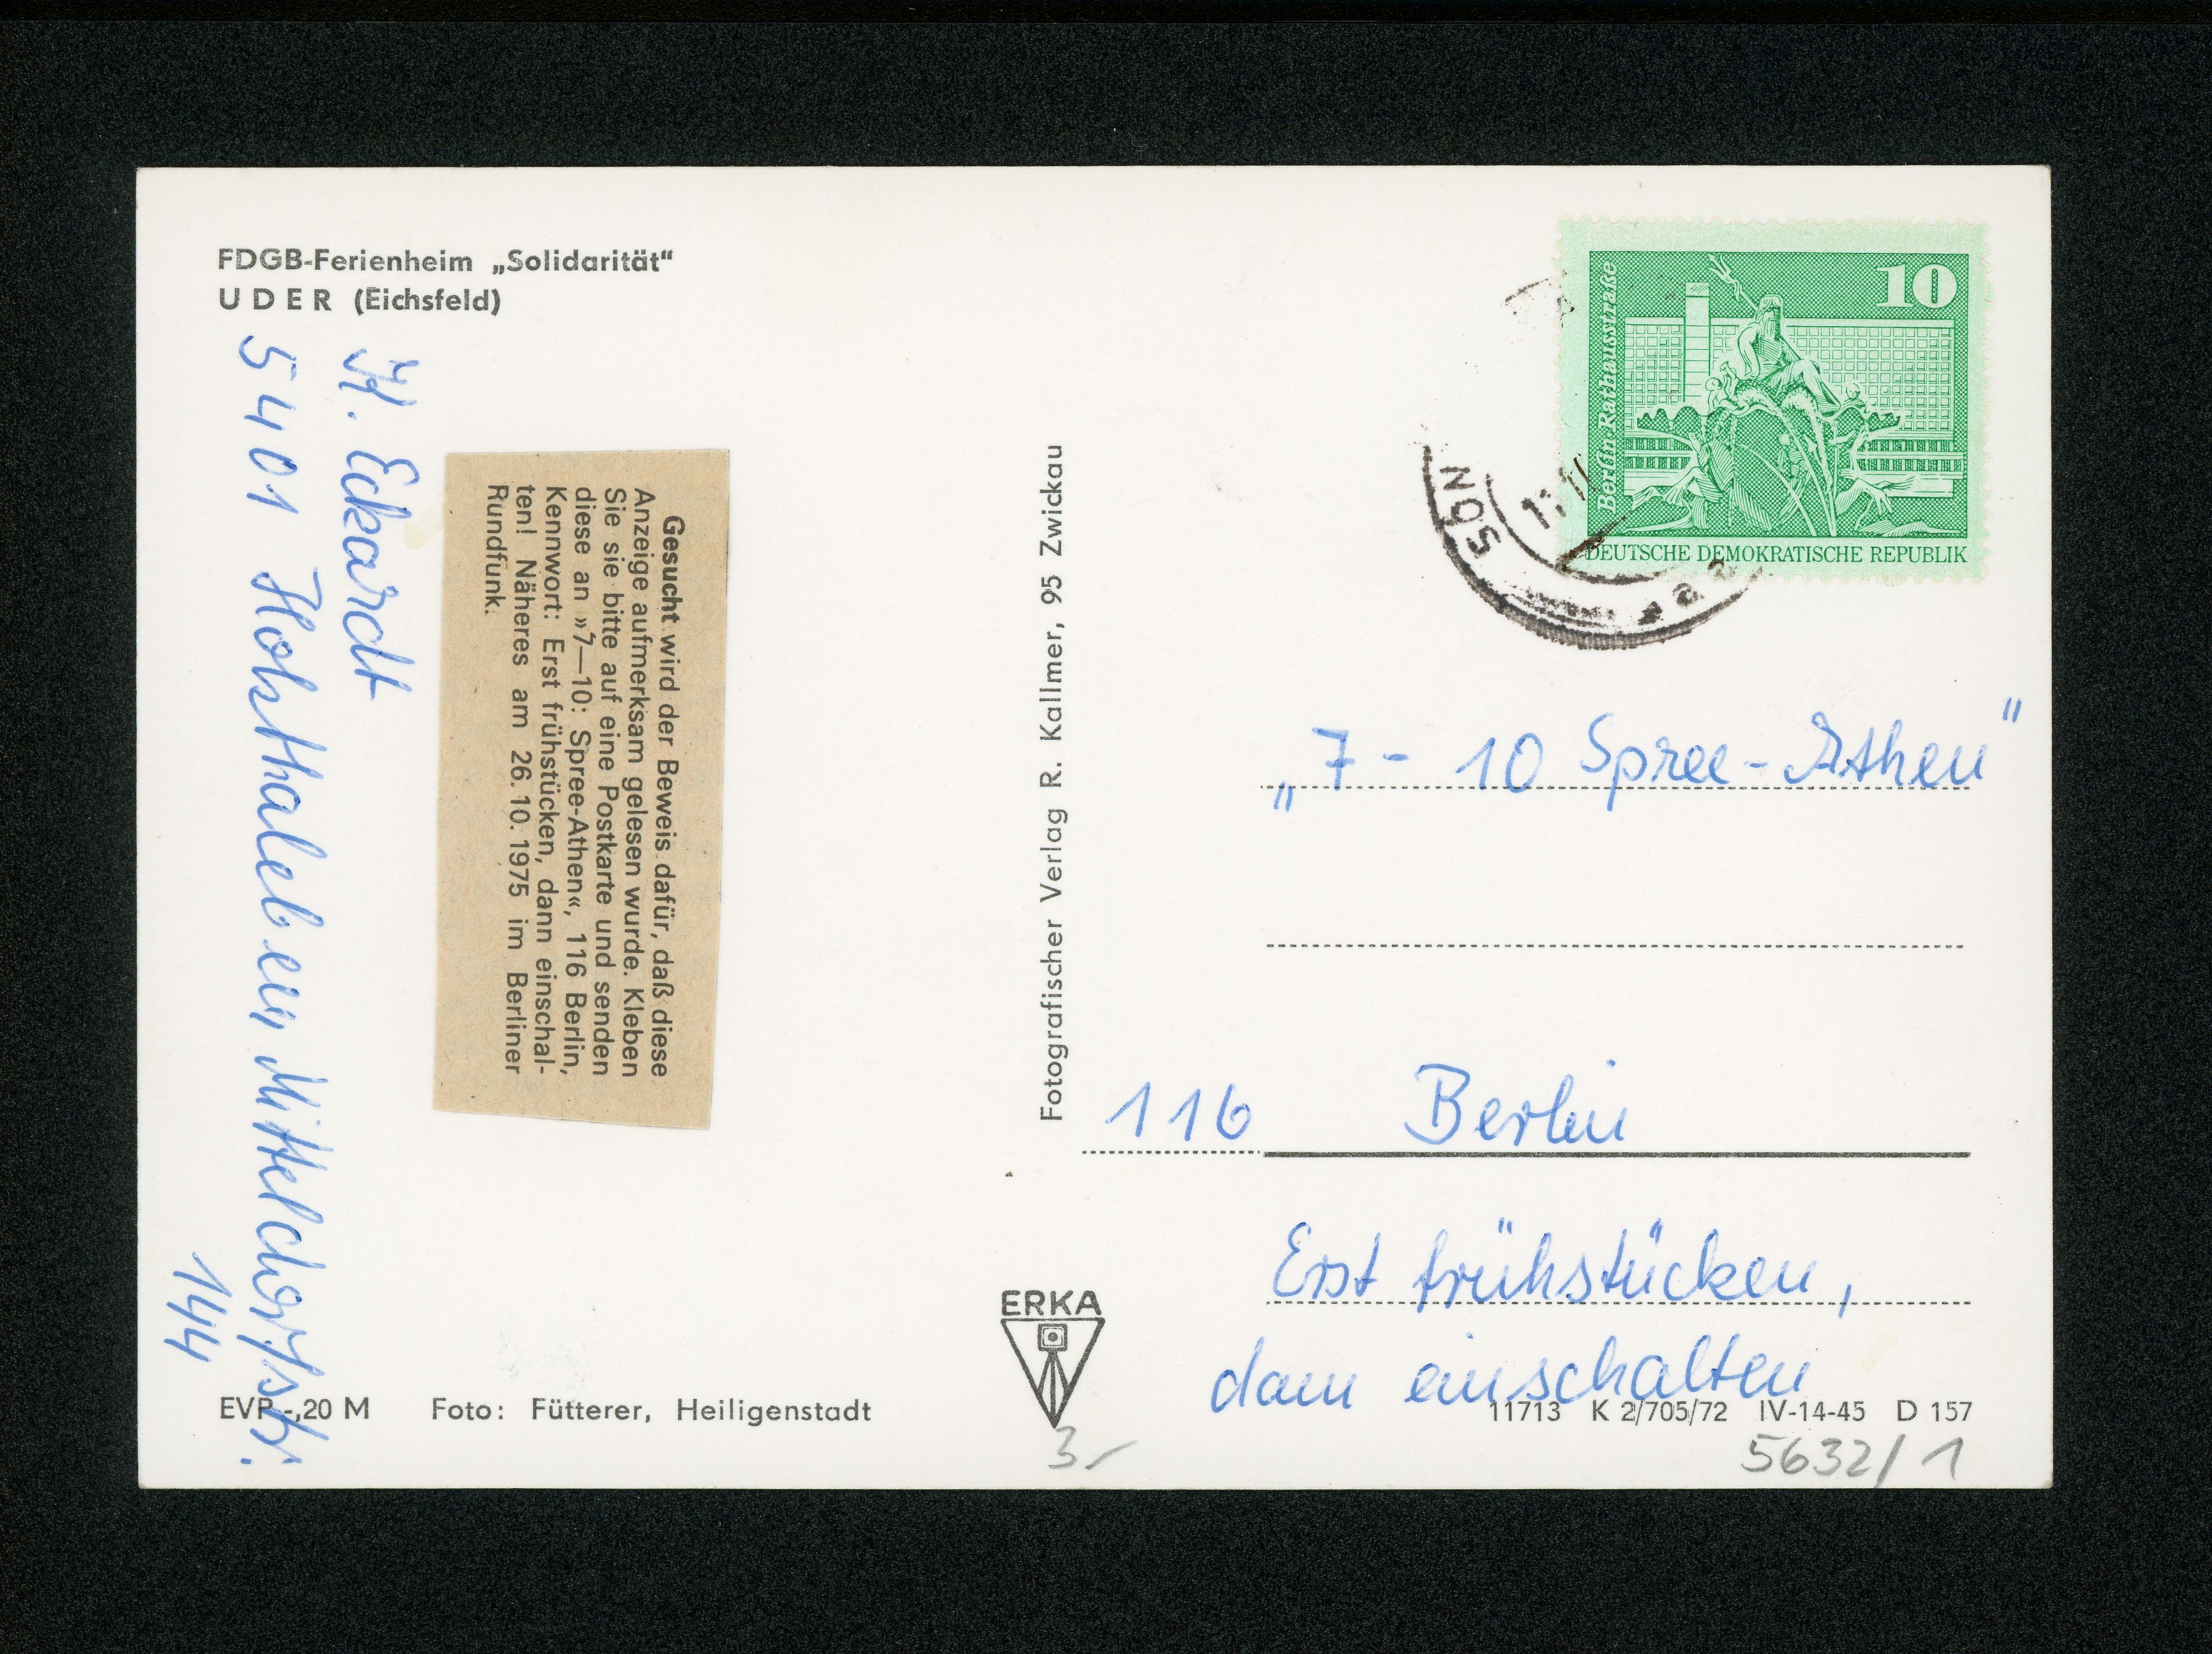 FDGB-Ferienheim „Solidarität“
UDER (Eichsfeld)
H. Eckardt
5401 Holzthaleben Mitteldorfstr.
144
Gesucht wird der Beweis dafür, daß diese
Anzeige aufmerksam gelesen wurde. Kleben
Sie sie bitte auf eine Postkarte und senden
diese an »7—10: Spree-Athen«, 116 Berlin,
Kennwort: Erst frühstücken, dann einschal-
ten! Näheres am 26. 10. 1975 im Berliner
Rundfunk.
EVP -,20 M Foto: Fütterer, Heiligenstadt
Fotografischer Verlag R. Kallmer, 95 Zwickau
ERKA
3,-
10
Berlin Rathausstraße
DEUTSCHE DEMOKRATISCHE REPUBLIK
„7 - 10 Spree-Athen“
116 Berlin
Erst frühstücken,
dann einschalten
11713 K 2/705/72 IV-14-45 D 157
5632/1